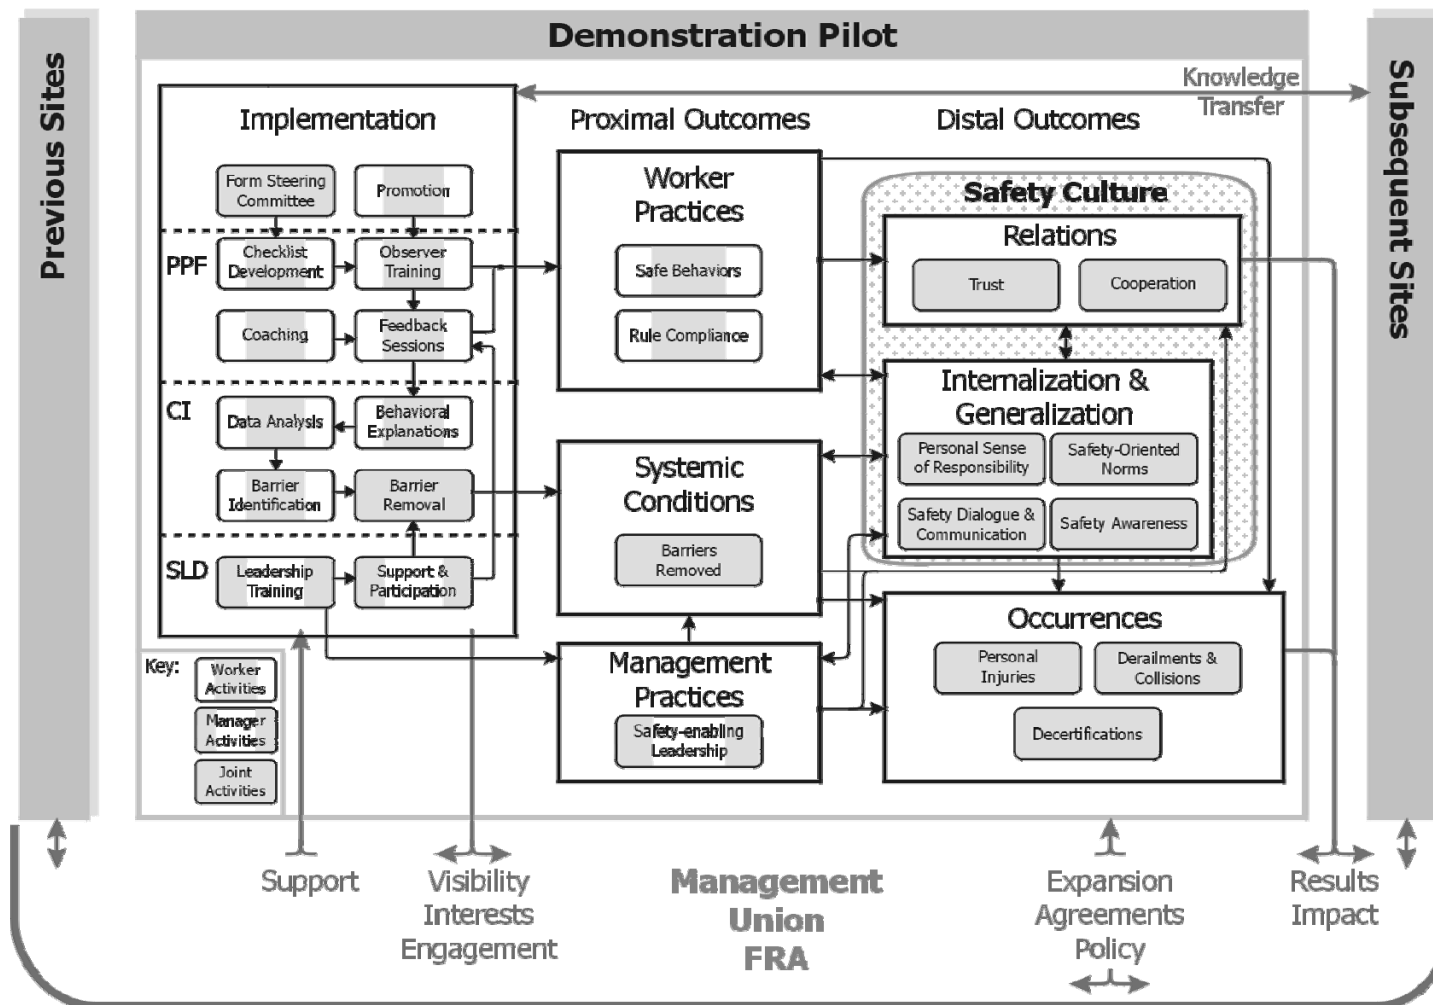 Previous Sites
Demonstration Pilot
Subsequent Sites
Knowledge
Transfer
Implementation
Form Steering
Committee
Promotion
PPF
Checklist
Development
Observer
Training
Coaching
Feedback
Sessions
CI
Data Analysis
Behavioral
Explanations
Barrier
Identification
Barrier
Removal
SLD
Leadership
Training
Support &
Participation
Key:
Worker
Activities
Manager
Activities
Joint
Activities
Proximal Outcomes
Worker
Practices
Safe Behaviors
Rule Compliance
Systemic
Conditions
Barriers
Removed
Management
Practices
Safety-enabling
Leadership
Distal Outcomes
Safety Culture
Relations
Trust
Cooperation
Internalization &
Generalization
Personal Sense
of Responsibility
Safety-Oriented
Norms
Safety Dialogue &
Communication
Safety Awareness
Occurrences
Personal
Injuries
Derailments &
Collisions
Decertifications
Support
Visibility
Interests
Engagement
Management
Union
FRA
Expansion
Agreements
Policy
Results
Impact